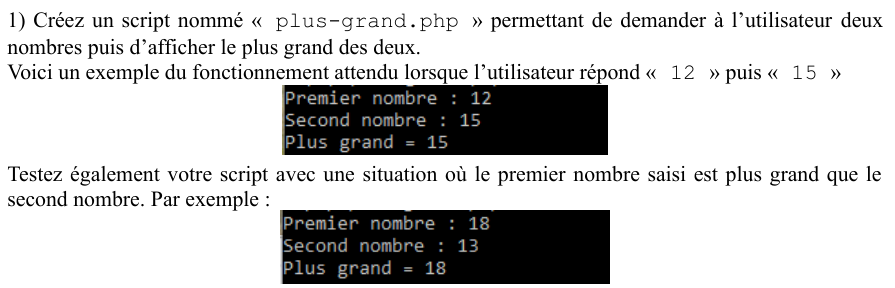 1) Créez un script nommé « plus-grand.php » permettant de demander à l’utilisateur deux
nombres puis d’afficher le plus grand des deux.
Voici un exemple du fonctionnement attendu lorsque l’utilisateur répond « 12 » puis « 15 »
Premier nombre : 12
Second nombre : 15
Plus grand = 15
Testez également votre script avec une situation où le premier nombre saisi est plus grand que le
second nombre. Par exemple :
Premier nombre : 18
Second nombre : 13
Plus grand = 18